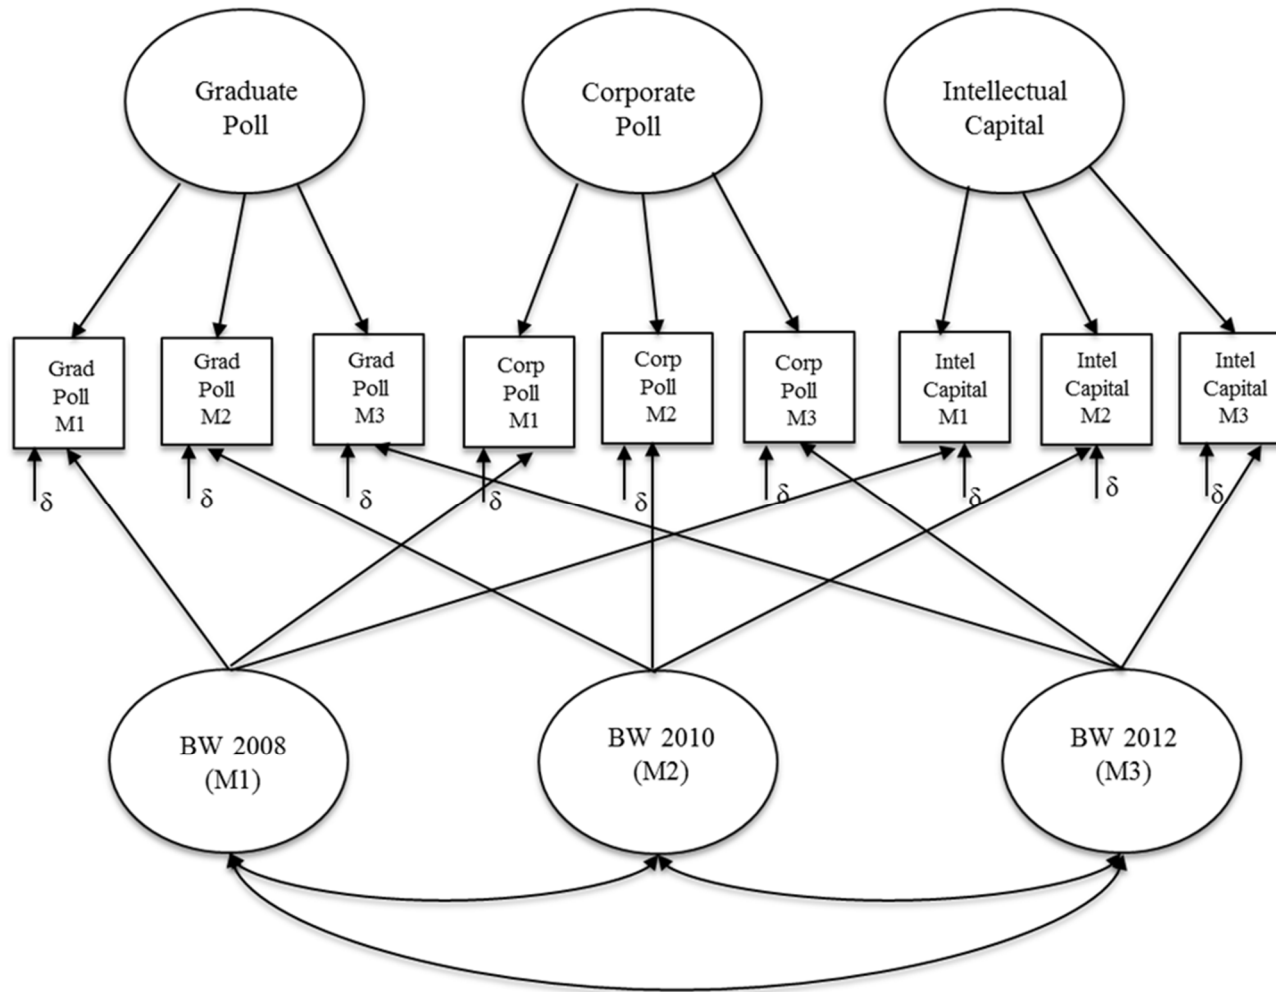 Graduate
Poll
Corporate
Poll
Intellectual
Capital
Grad
Poll
M1
Grad
Poll
M2
Grad
Poll
M3
Corp
Poll
M1
Corp
Poll
M2
Corp
Poll
M3
Intel
Capital
M1
Intel
Capital
M2
Intel
Capital
M3
δ
δ
δ
δ
δ
δ
δ
δ
δ
BW 2008
(M1)
BW 2010
(M2)
BW 2012
(M3)